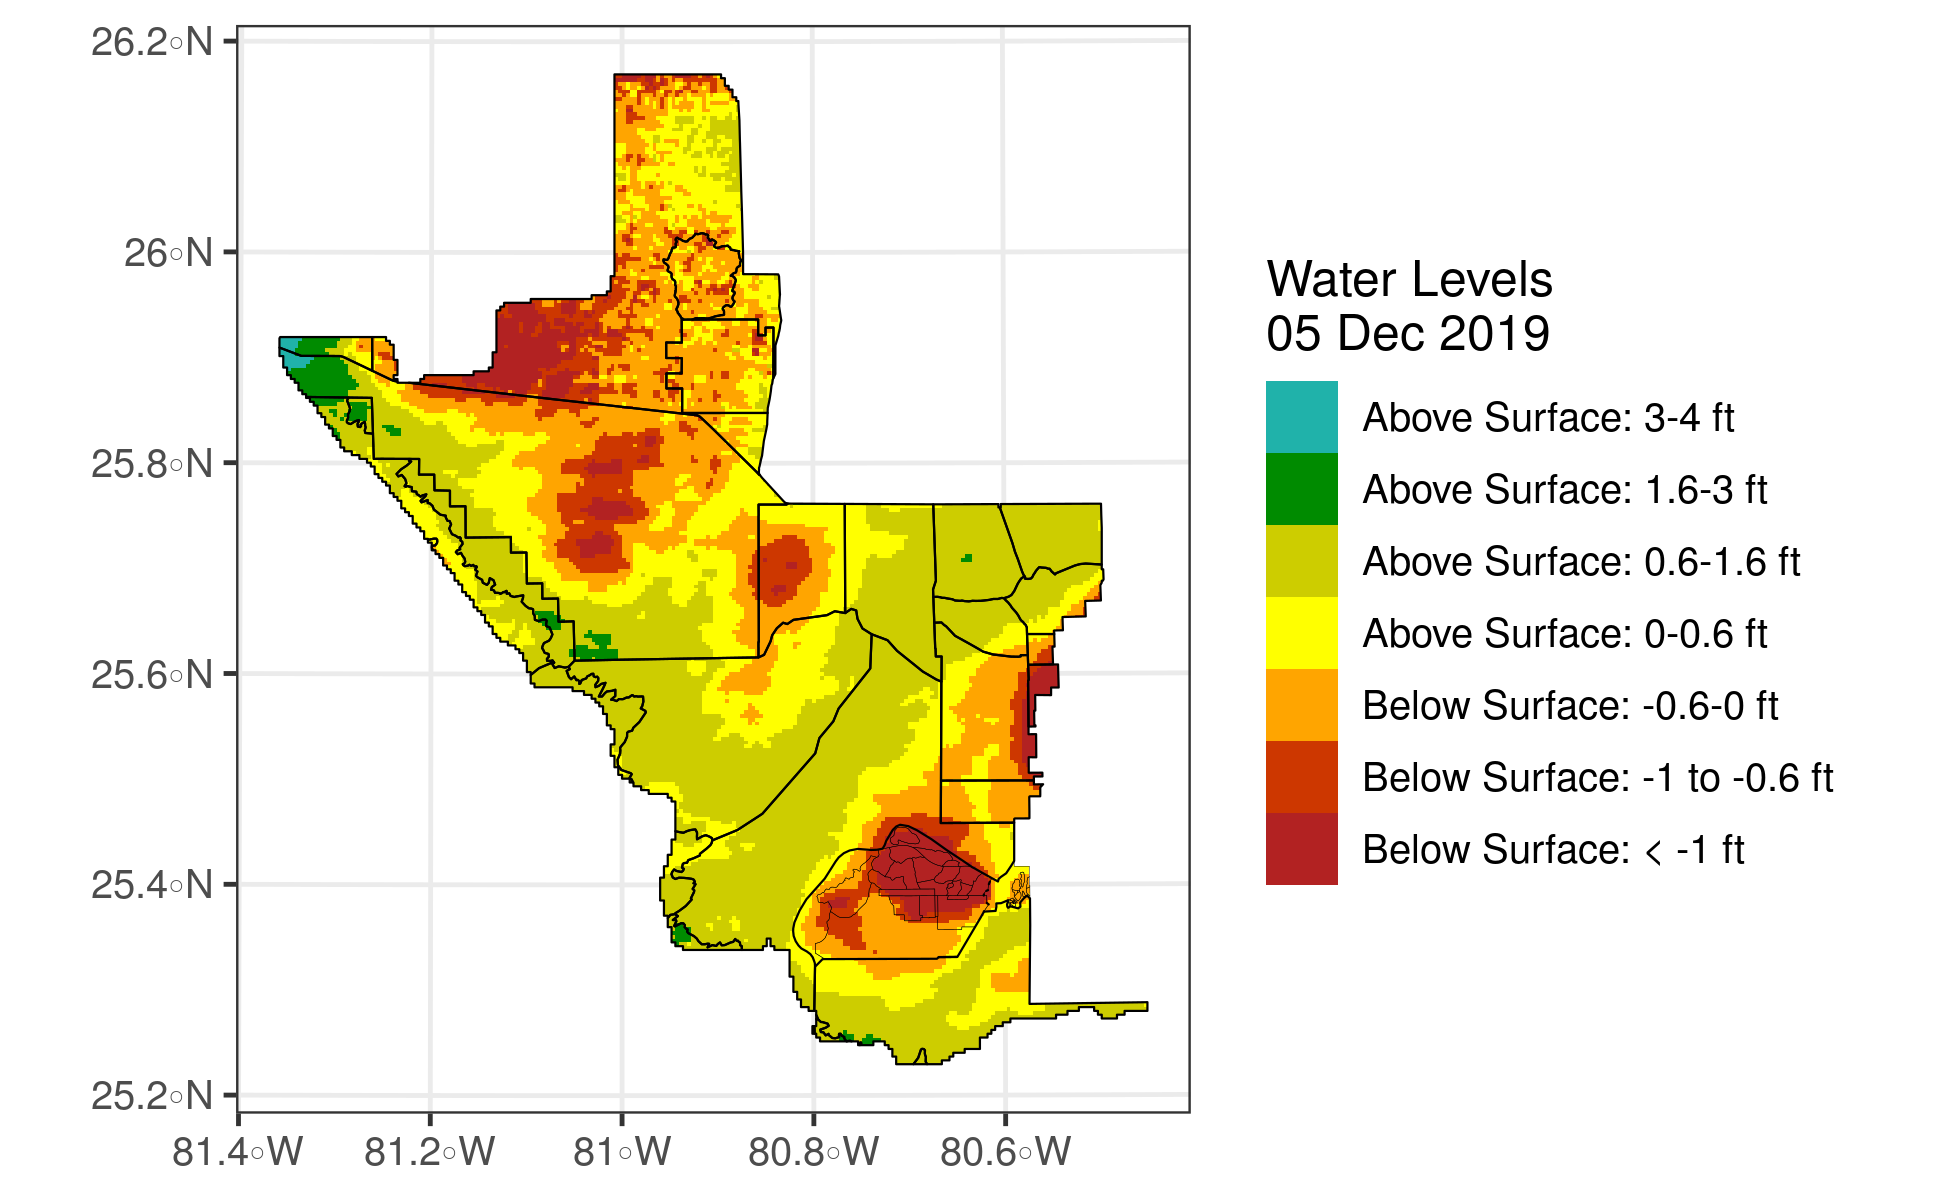 26.2◦N
26◦N
25.8◦N
25.6◦N
25.4◦N
25.2◦N
81.4◦W
81.2◦W
81◦W
80.8◦W
80.6◦W
Water Levels
05 Dec 2019
Above Surface: 3-4 ft
Above Surface: 1.6-3 ft
Above Surface: 0.6-1.6 ft
Above Surface: 0-0.6 ft
Below Surface: -0.6-0 ft
Below Surface: -1 to -0.6 ft
Below Surface: < -1 ft